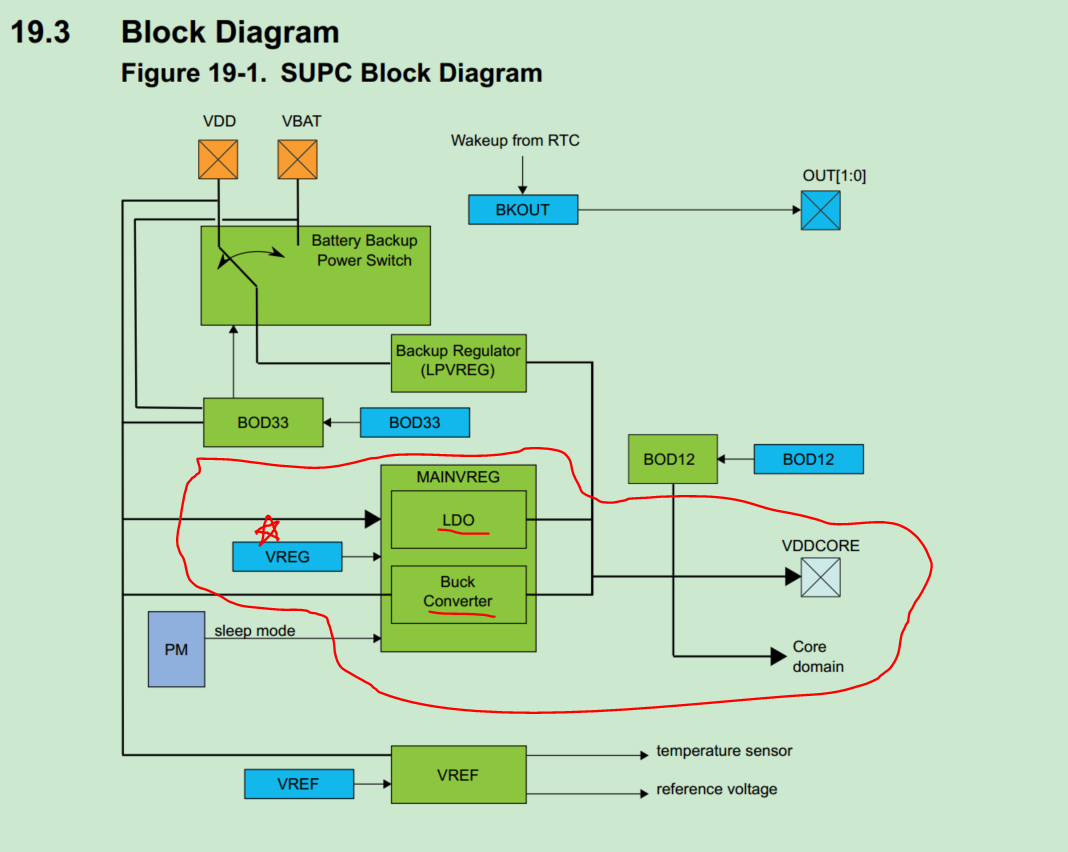 19.3 Block Diagram
Figure 19-1. SUPC Block Diagram
VDD VBAT
Wakeup from RTC
OUT[1:0]
BKOUT
Battery Backup
Power Switch
Backup Regulator
(LPVREG)
BOD33 BOD33
BOD12 BOD12
MAINVREG
LDO
VREG
VDDCORE
Buck
Converter
sleep mode
PM
Core
domain
temperature sensor
VREF
VREF
reference voltage